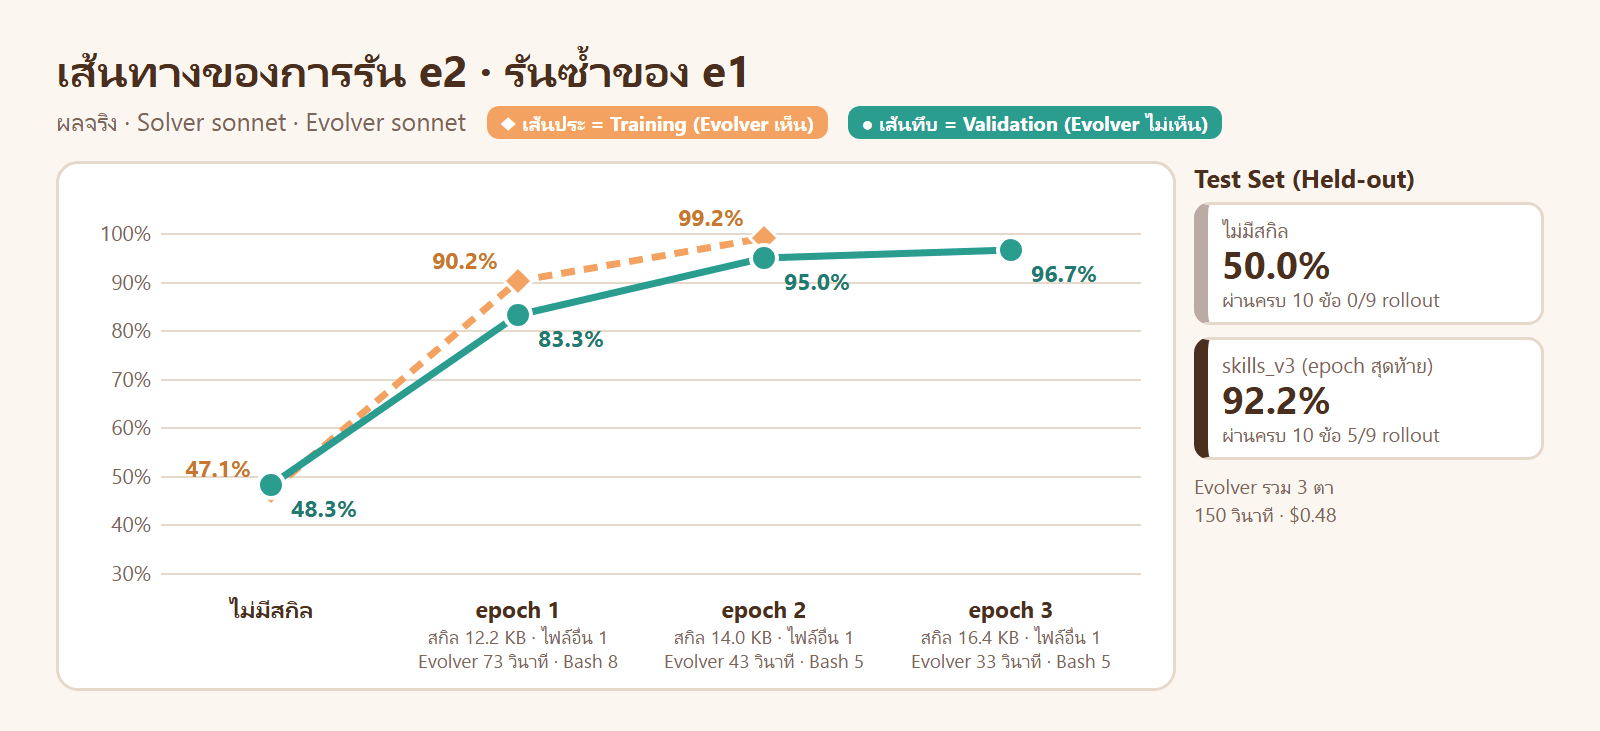 เส้นทางของการรัน e2 · รันซ้ำของ e1
ผลจริง · Solver sonnet · Evolver sonnet
◆ เส้นประ = Training (Evolver เห็น)
● เส้นทึบ = Validation (Evolver ไม่เห็น)
100%
90%
80%
70%
60%
50%
40%
30%
47.1%
90.2%
99.2%
48.3%
83.3%
95.0%
96.7%
ไม่มีสกิล
epoch 1
สกิล 12.2 KB · ไฟล์อื่น 1
Evolver 73 วินาที · Bash 8
epoch 2
สกิล 14.0 KB · ไฟล์อื่น 1
Evolver 43 วินาที · Bash 5
epoch 3
สกิล 16.4 KB · ไฟล์อื่น 1
Evolver 33 วินาที · Bash 5
Test Set (Held-out)
ไม่มีสกิล
50.0%
ผ่านครบ 10 ข้อ 0/9 rollout
skills_v3 (epoch สุดท้าย)
92.2%
ผ่านครบ 10 ข้อ 5/9 rollout
Evolver รวม 3 ตา
150 วินาที · $0.48